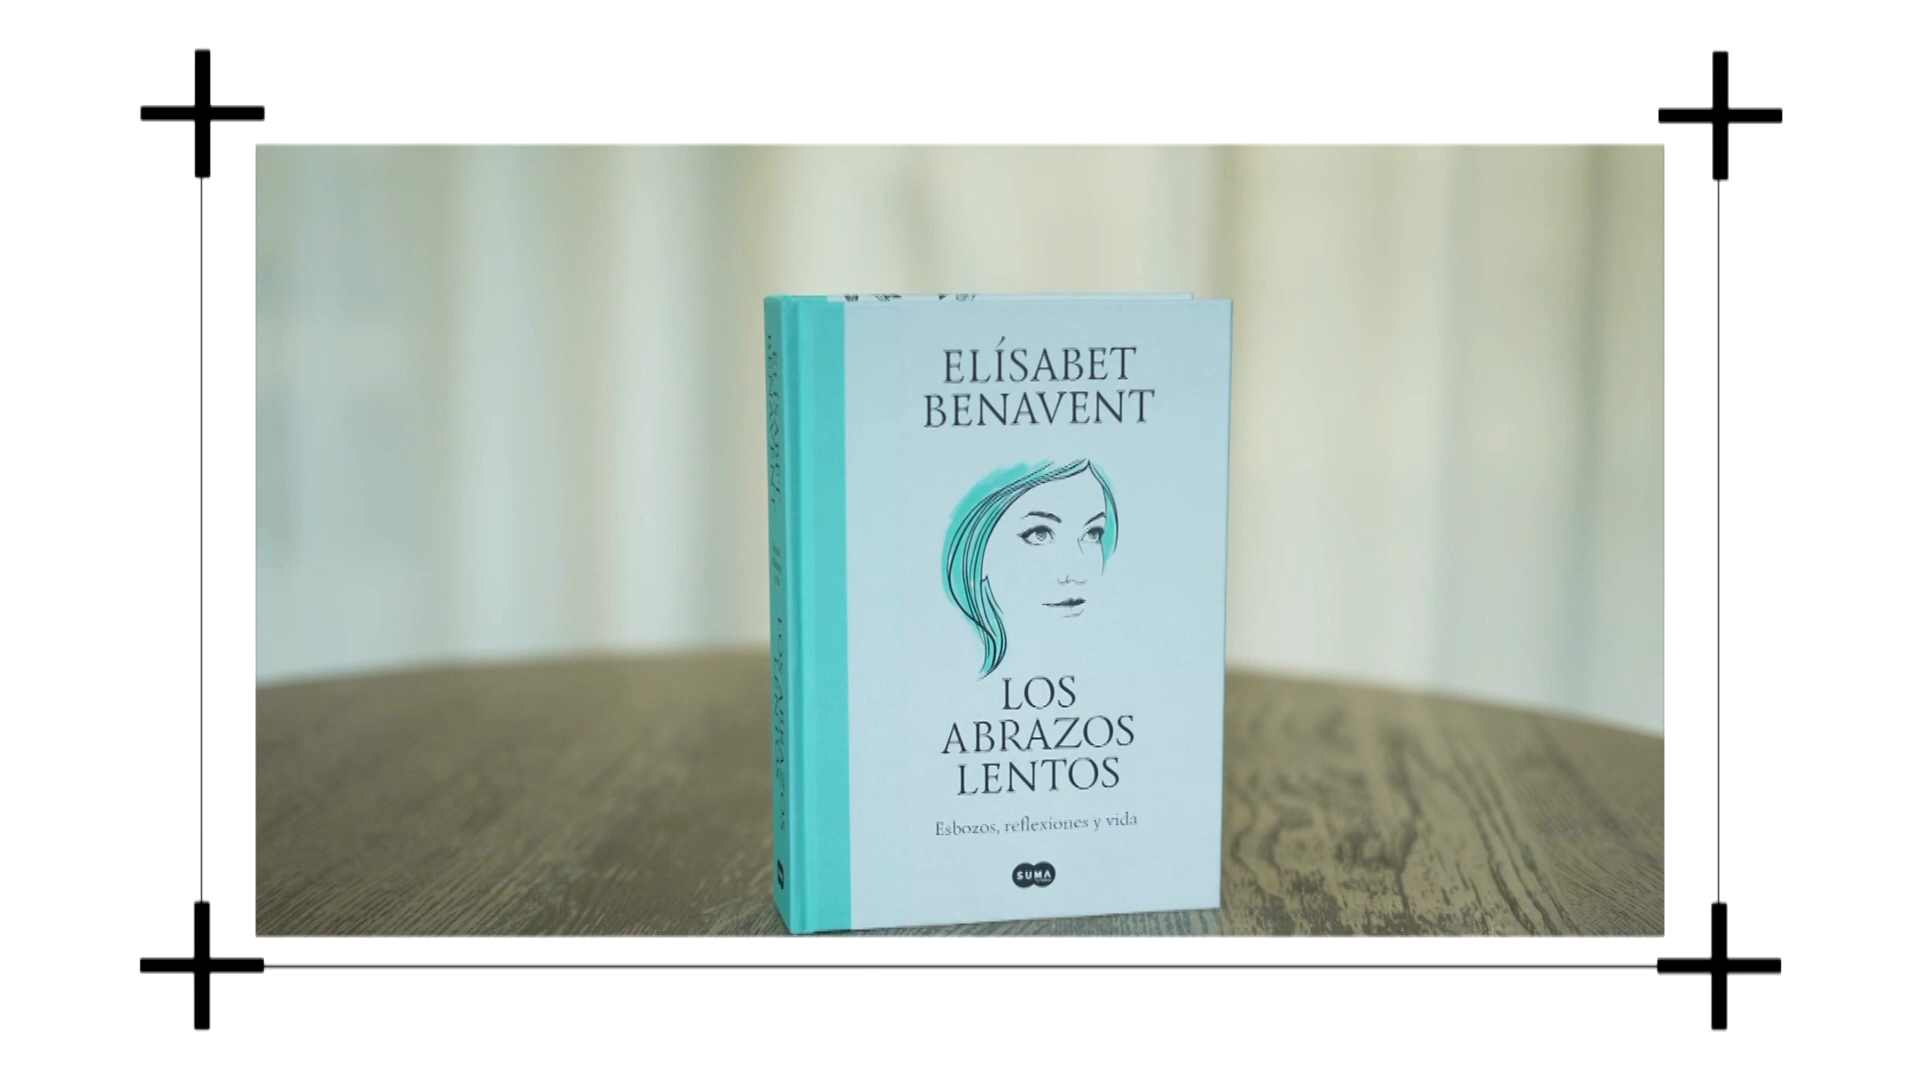 ELÍSABET
BENAVENT
LOS
ABRAZOS
LENTOS
Esbozos, reflexiones y vida
SUMA